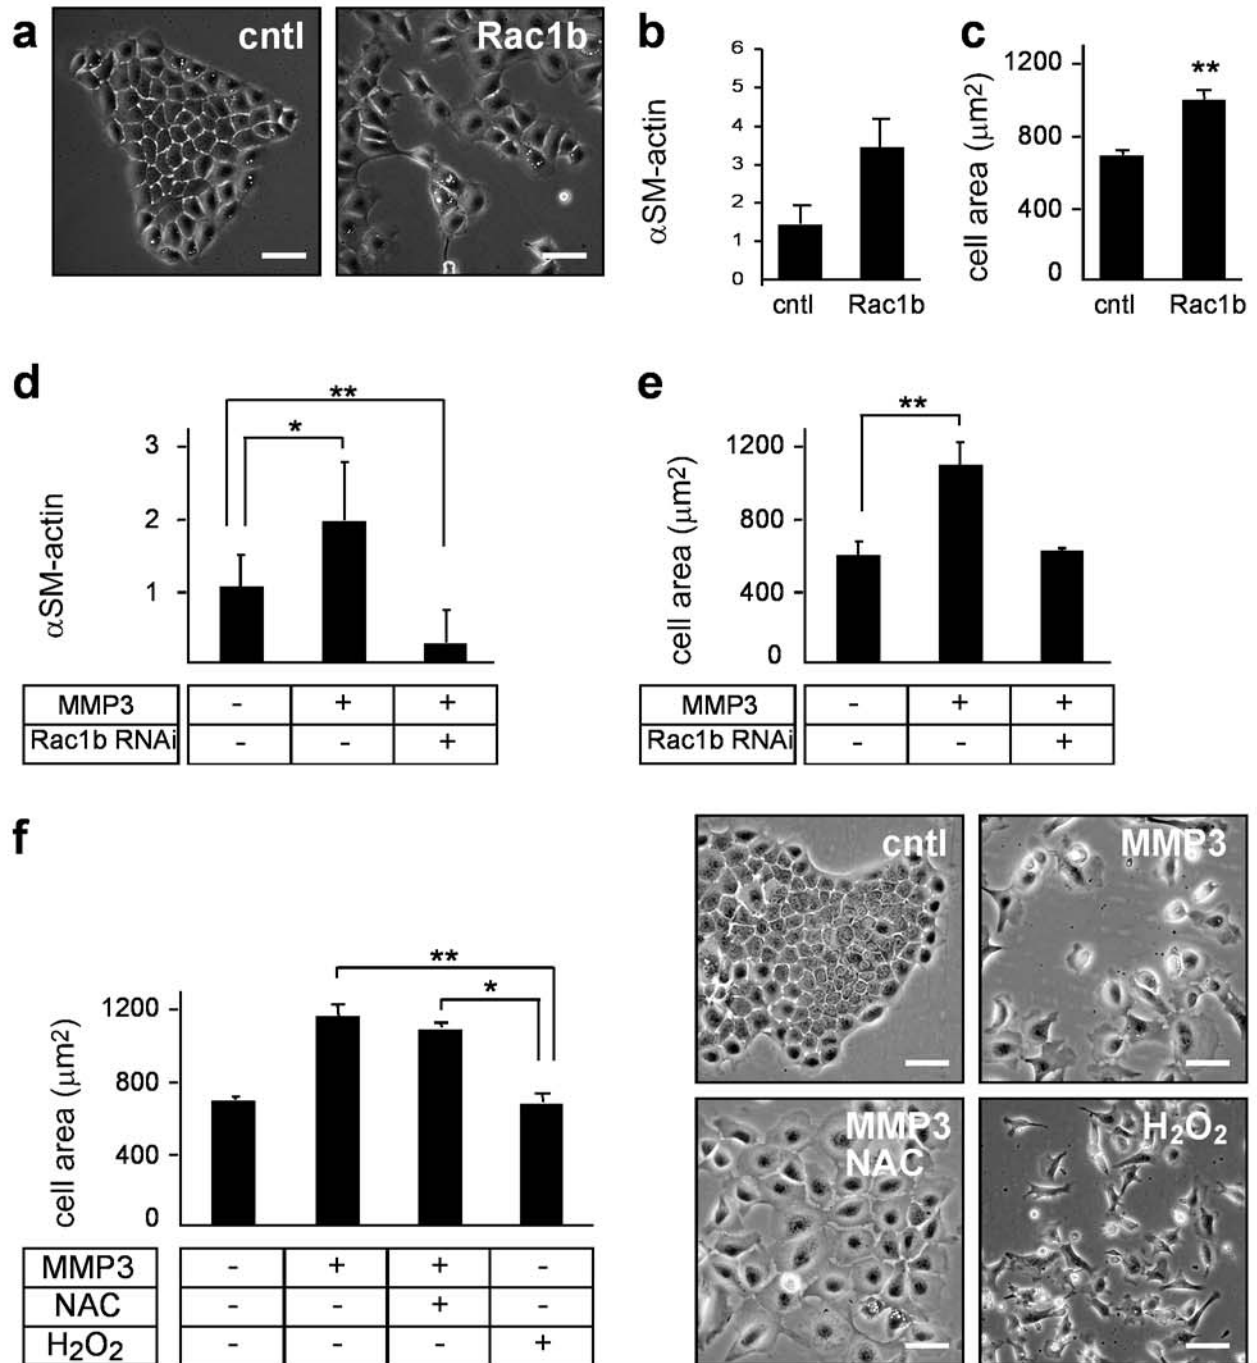 a
cntl
Rac1b
b
αSM-actin
6
5
4
3
2
1
0
cntl Rac1b
c
cell area (μm2)
1200
800
400
0
**
cntl Rac1b
d
αSM-actin
3
2
1
**
*
MMP3 - + +
Rac1b RNAi - - +
e
cell area (μm2)
1200
800
400
0
**
MMP3 - + +
Rac1b RNAi - - +
f
cell area (μm2)
1200
800
400
0
**
*
MMP3 - + + -
NAC - - + -
H2O2 - - - +
cntl
MMP3
MMP3
NAC
H2O2